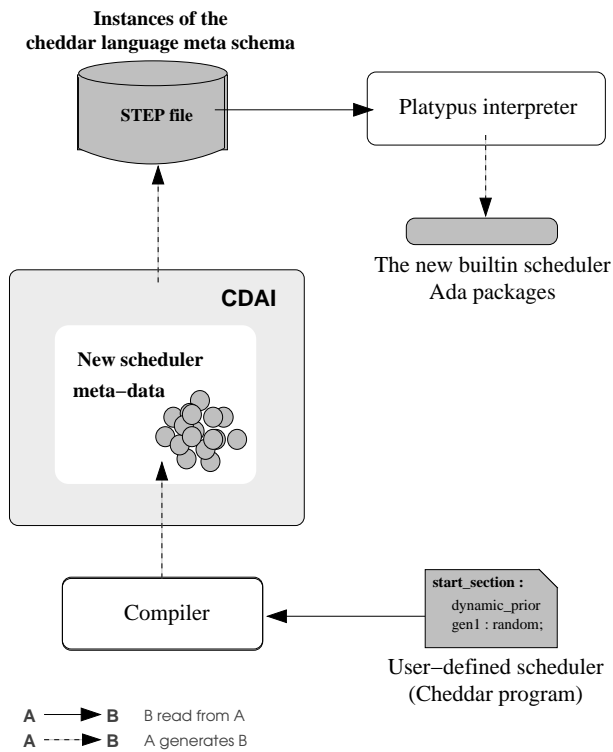 Instances of the
cheddar language meta schema
STEP file
Platypus interpreter
The new builtin scheduler
Ada packages
CDAI
New scheduler
meta−data
Compiler
start_section :
dynamic_prior
gen1 : random;
User−defined scheduler
(Cheddar program)
A B B read from A
A B A generates B